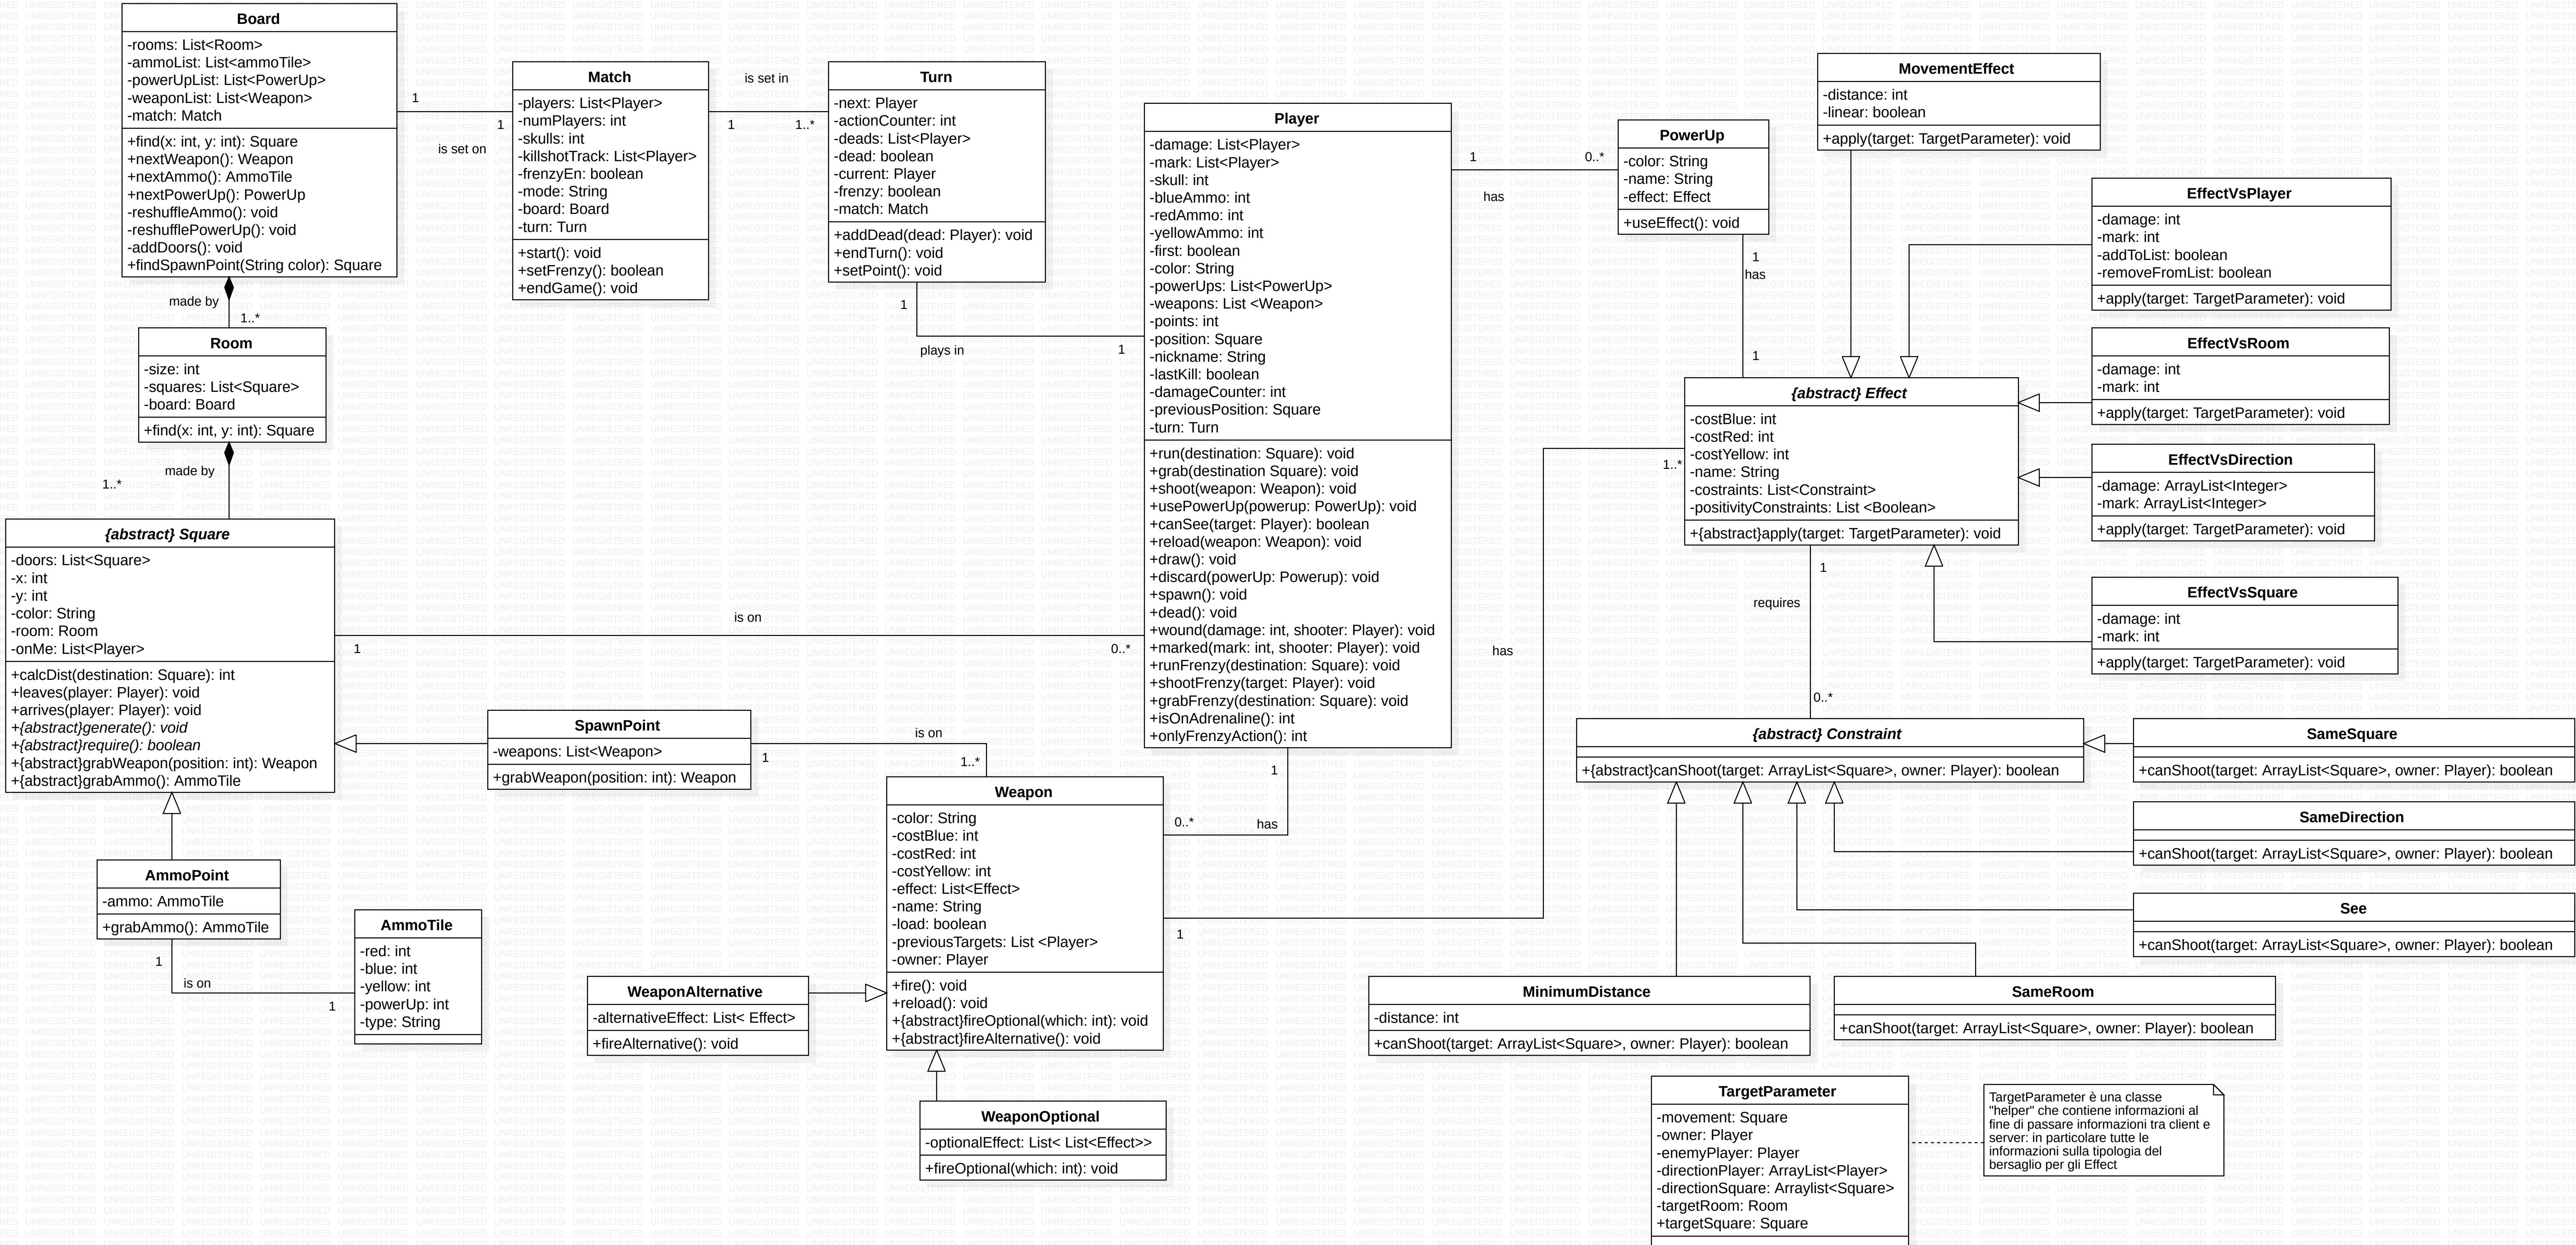 Board
-rooms: List<Room>
-ammoList: List<ammoTile>
-powerUpList: List<PowerUp>
-weaponList: List<Weapon>
-match: Match
+find(x: int, y: int): Square
+nextWeapon(): Weapon
+nextAmmo(): AmmoTile
+nextPowerUp(): PowerUp
-reshuffleAmmo(): void
-reshufflePowerUp(): void
-addDoors(): void
+findSpawnPoint(String color): Square
1
1
is set on
Match
-players: List<Player>
-numPlayers: int
-skulls: int
-killshotTrack: List<Player>
-frenzyEn: boolean
-mode: String
-board: Board
-turn: Turn
+start(): void
+setFrenzy(): boolean
+endGame(): void
is set in
1
1..*
Turn
-next: Player
-actionCounter: int
-deads: List<Player>
-dead: boolean
-current: Player
-frenzy: boolean
-match: Match
+addDead(dead: Player): void
+endTurn(): void
+setPoint(): void
1
plays in
1
Player
-damage: List<Player>
-mark: List<Player>
-skull: int
-blueAmmo: int
-redAmmo: int
-yellowAmmo: int
-first: boolean
-color: String
-powerUps: List<PowerUp>
-weapons: List <Weapon>
-points: int
-position: Square
-nickname: String
-lastKill: boolean
-damageCounter: int
-previousPosition: Square
-turn: Turn
+run(destination: Square): void
+grab(destination Square): void
+shoot(weapon: Weapon): void
+usePowerUp(powerup: PowerUp): void
+canSee(target: Player): boolean
+reload(weapon: Weapon): void
+draw(): void
+discard(powerUp: Powerup): void
+spawn(): void
+dead(): void
+wound(damage: int, shooter: Player): void
+marked(mark: int, shooter: Player): void
+runFrenzy(destination: Square): void
+shootFrenzy(target: Player): void
+grabFrenzy(destination: Square): void
+isOnAdrenaline(): int
+onlyFrenzyAction(): int
1
0..*
has
PowerUp
-color: String
-name: String
-effect: Effect
+useEffect(): void
1
has
1
MovementEffect
-distance: int
-linear: boolean
+apply(target: TargetParameter): void
EffectVsPlayer
-damage: int
-mark: int
-addToList: boolean
-removeFromList: boolean
+apply(target: TargetParameter): void
EffectVsRoom
-damage: int
-mark: int
+apply(target: TargetParameter): void
EffectVsDirection
-damage: ArrayList<Integer>
-mark: ArrayList<Integer>
+apply(target: TargetParameter): void
EffectVsSquare
-damage: int
-mark: int
+apply(target: TargetParameter): void
{abstract} Effect
-costBlue: int
-costRed: int
-costYellow: int
-name: String
-costraints: List<Constraint>
-positivityConstraints: List <Boolean>
+{abstract}apply(target: TargetParameter): void
1..*
1
requires
0..*
has
made by
1..*
Room
-size: int
-squares: List<Square>
-board: Board
+find(x: int, y: int): Square
made by
1..*
{abstract} Square
-doors: List<Square>
-x: int
-y: int
-color: String
-room: Room
-onMe: List<Player>
+calcDist(destination: Square): int
+leaves(player: Player): void
+arrives(player: Player): void
+{abstract}generate(): void
+{abstract}require(): boolean
+{abstract}grabWeapon(position: int): Weapon
+{abstract}grabAmmo(): AmmoTile
is on
1
0..*
SpawnPoint
-weapons: List<Weapon>
+grabWeapon(position: int): Weapon
is on
1
1..*
Weapon
-color: String
-costBlue: int
-costRed: int
-costYellow: int
-effect: List<Effect>
-name: String
-load: boolean
-previousTargets: List <Player>
-owner: Player
+fire(): void
+reload(): void
+{abstract}fireOptional(which: int): void
+{abstract}fireAlternative(): void
1
0..*
has
1
AmmoPoint
-ammo: AmmoTile
+grabAmmo(): AmmoTile
1
is on
1
AmmoTile
-red: int
-blue: int
-yellow: int
-powerUp: int
-type: String
WeaponAlternative
-alternativeEffect: List< Effect>
+fireAlternative(): void
WeaponOptional
-optionalEffect: List< List<Effect>>
+fireOptional(which: int): void
{abstract} Constraint
+{abstract}canShoot(target: ArrayList<Square>, owner: Player): boolean
SameSquare
+canShoot(target: ArrayList<Square>, owner: Player): boolean
SameDirection
+canShoot(target: ArrayList<Square>, owner: Player): boolean
See
+canShoot(target: ArrayList<Square>, owner: Player): boolean
MinimumDistance
-distance: int
+canShoot(target: ArrayList<Square>, owner: Player): boolean
SameRoom
+canShoot(target: ArrayList<Square>, owner: Player): boolean
TargetParameter
-movement: Square
-owner: Player
-enemyPlayer: Player
-directionPlayer: ArrayList<Player>
-directionSquare: Arraylist<Square>
-targetRoom: Room
+targetSquare: Square
TargetParameter è una classe
"helper" che contiene informazioni al
fine di passare informazioni tra client e
server: in particolare tutte le
informazioni sulla tipologia del
bersaglio per gli Effect